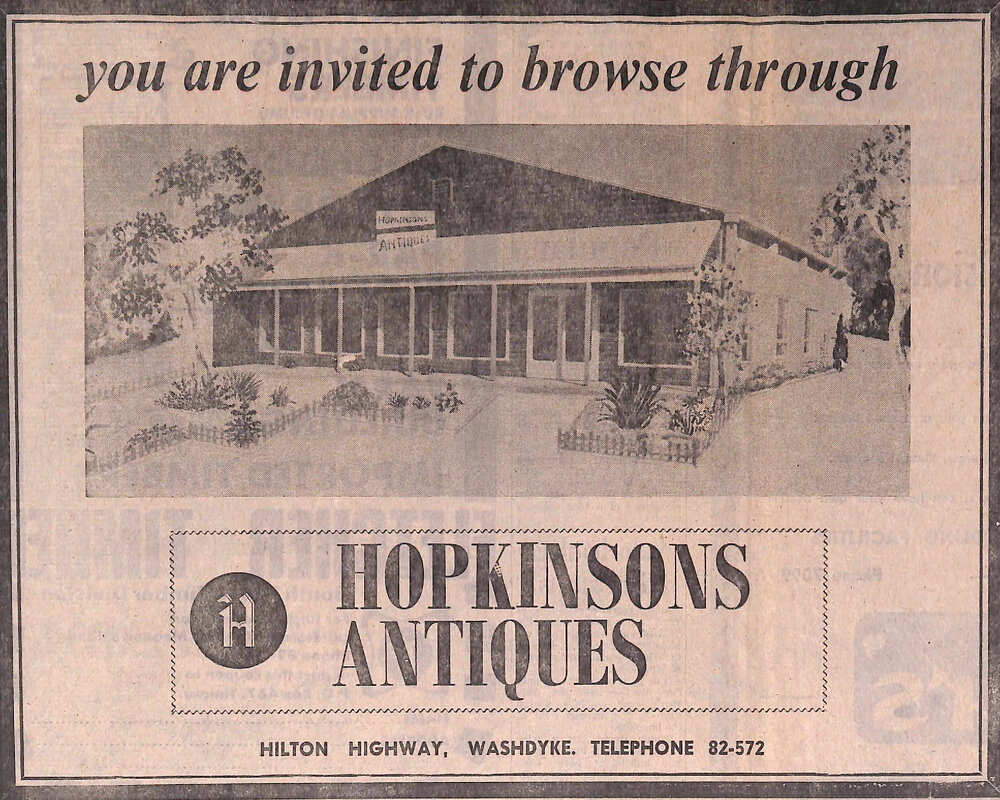 you are invited to browse through
HOPKINSONS
ANTIQUES
H
HOPKINSONS
ANTIQUES
HILTON HIGHWAY, WASHDYKE. TELEPHONE 82-572